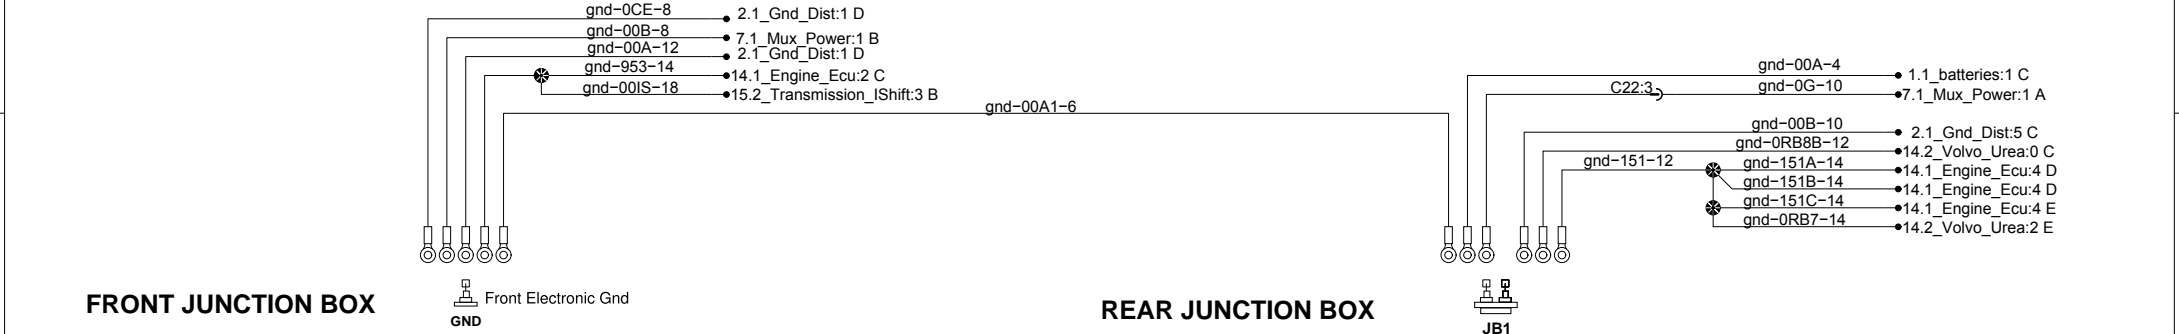 gnd−0CE−8 2.1_Gnd_Dist:1 D
gnd−00B−8 7.1_Mux_Power:1 B
gnd−00A−12 2.1_Gnd_Dist:1 D
gnd−953−14 14.1_Engine_Ecu:2 C
gnd−00IS−18 15.2_Transmission_IShift:3 B
gnd−00A1−6
gnd−00A−4 1.1_batteries:1 C
C22:3 gnd−0G−10 7.1_Mux_Power:1 A
gnd−00B−10 2.1_Gnd_Dist:5 C
gnd−0RB8B−12 14.2_Volvo_Urea:0 C
gnd−151−12 gnd−151A−14 14.1_Engine_Ecu:4 D
gnd−151B−14 14.1_Engine_Ecu:4 D
gnd−151C−14 14.1_Engine_Ecu:4 E
gnd−0RB7−14 14.2_Volvo_Urea:2 E
FRONT JUNCTION BOX
Front Electronic Gnd
GND
REAR JUNCTION BOX
JB1